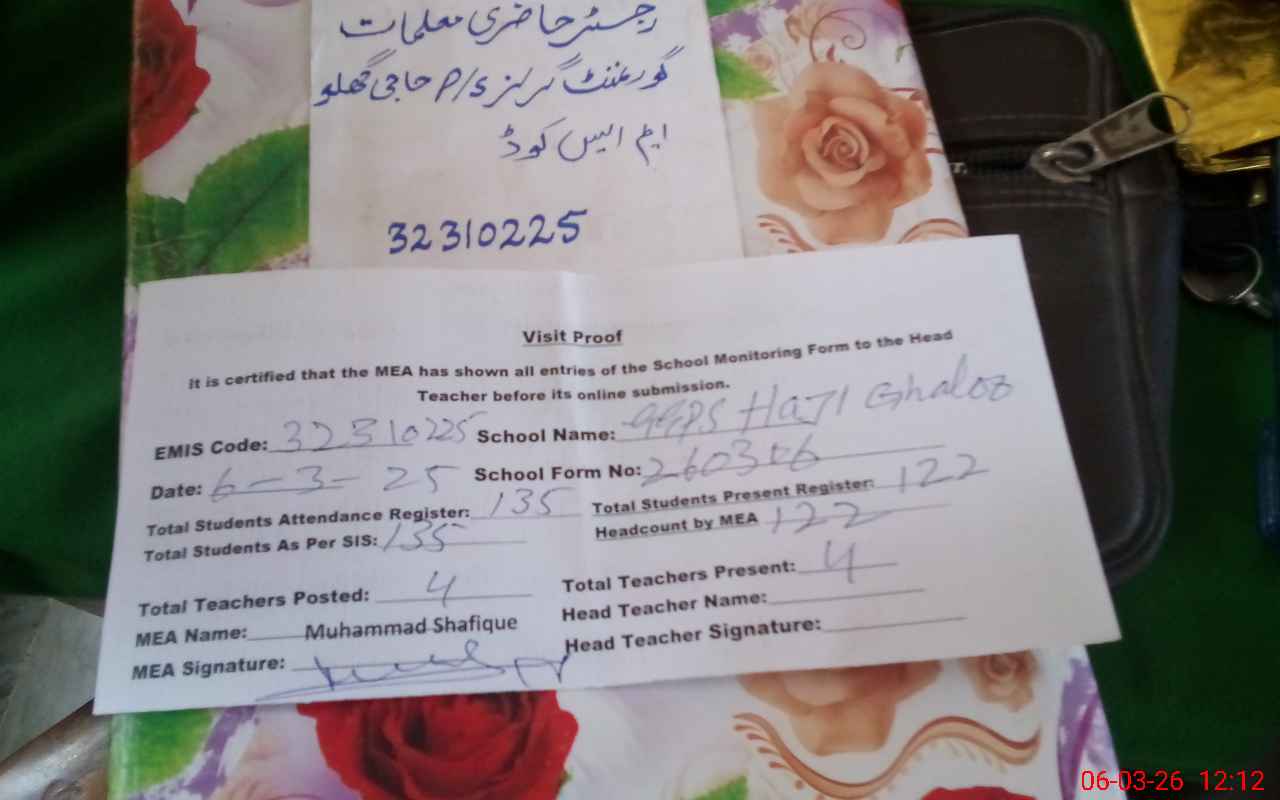 رجسٹر حاضری معلمات
گورنمنٹ گرلز P/S حاجی گھلو
ایم ایس کوڈ
32310225
Visit Proof
It is certified that the MEA has shown all entries of the School Monitoring Form to the Head
Teacher before its online submission.
EMIS Code: 32310225 School Name: GGPS HAJI Ghaloo
Date: 6-3-25 School Form No: 260306
Total Students Attendance Register: 135 Total Students Present Register: 122
Total Students As Per SIS: 135 Headcount by MEA 122
Total Teachers Posted: 4 Total Teachers Present: 4
MEA Name: Muhammad Shafique Head Teacher Name:
MEA Signature: Head Teacher Signature:
06-03-26 12:12